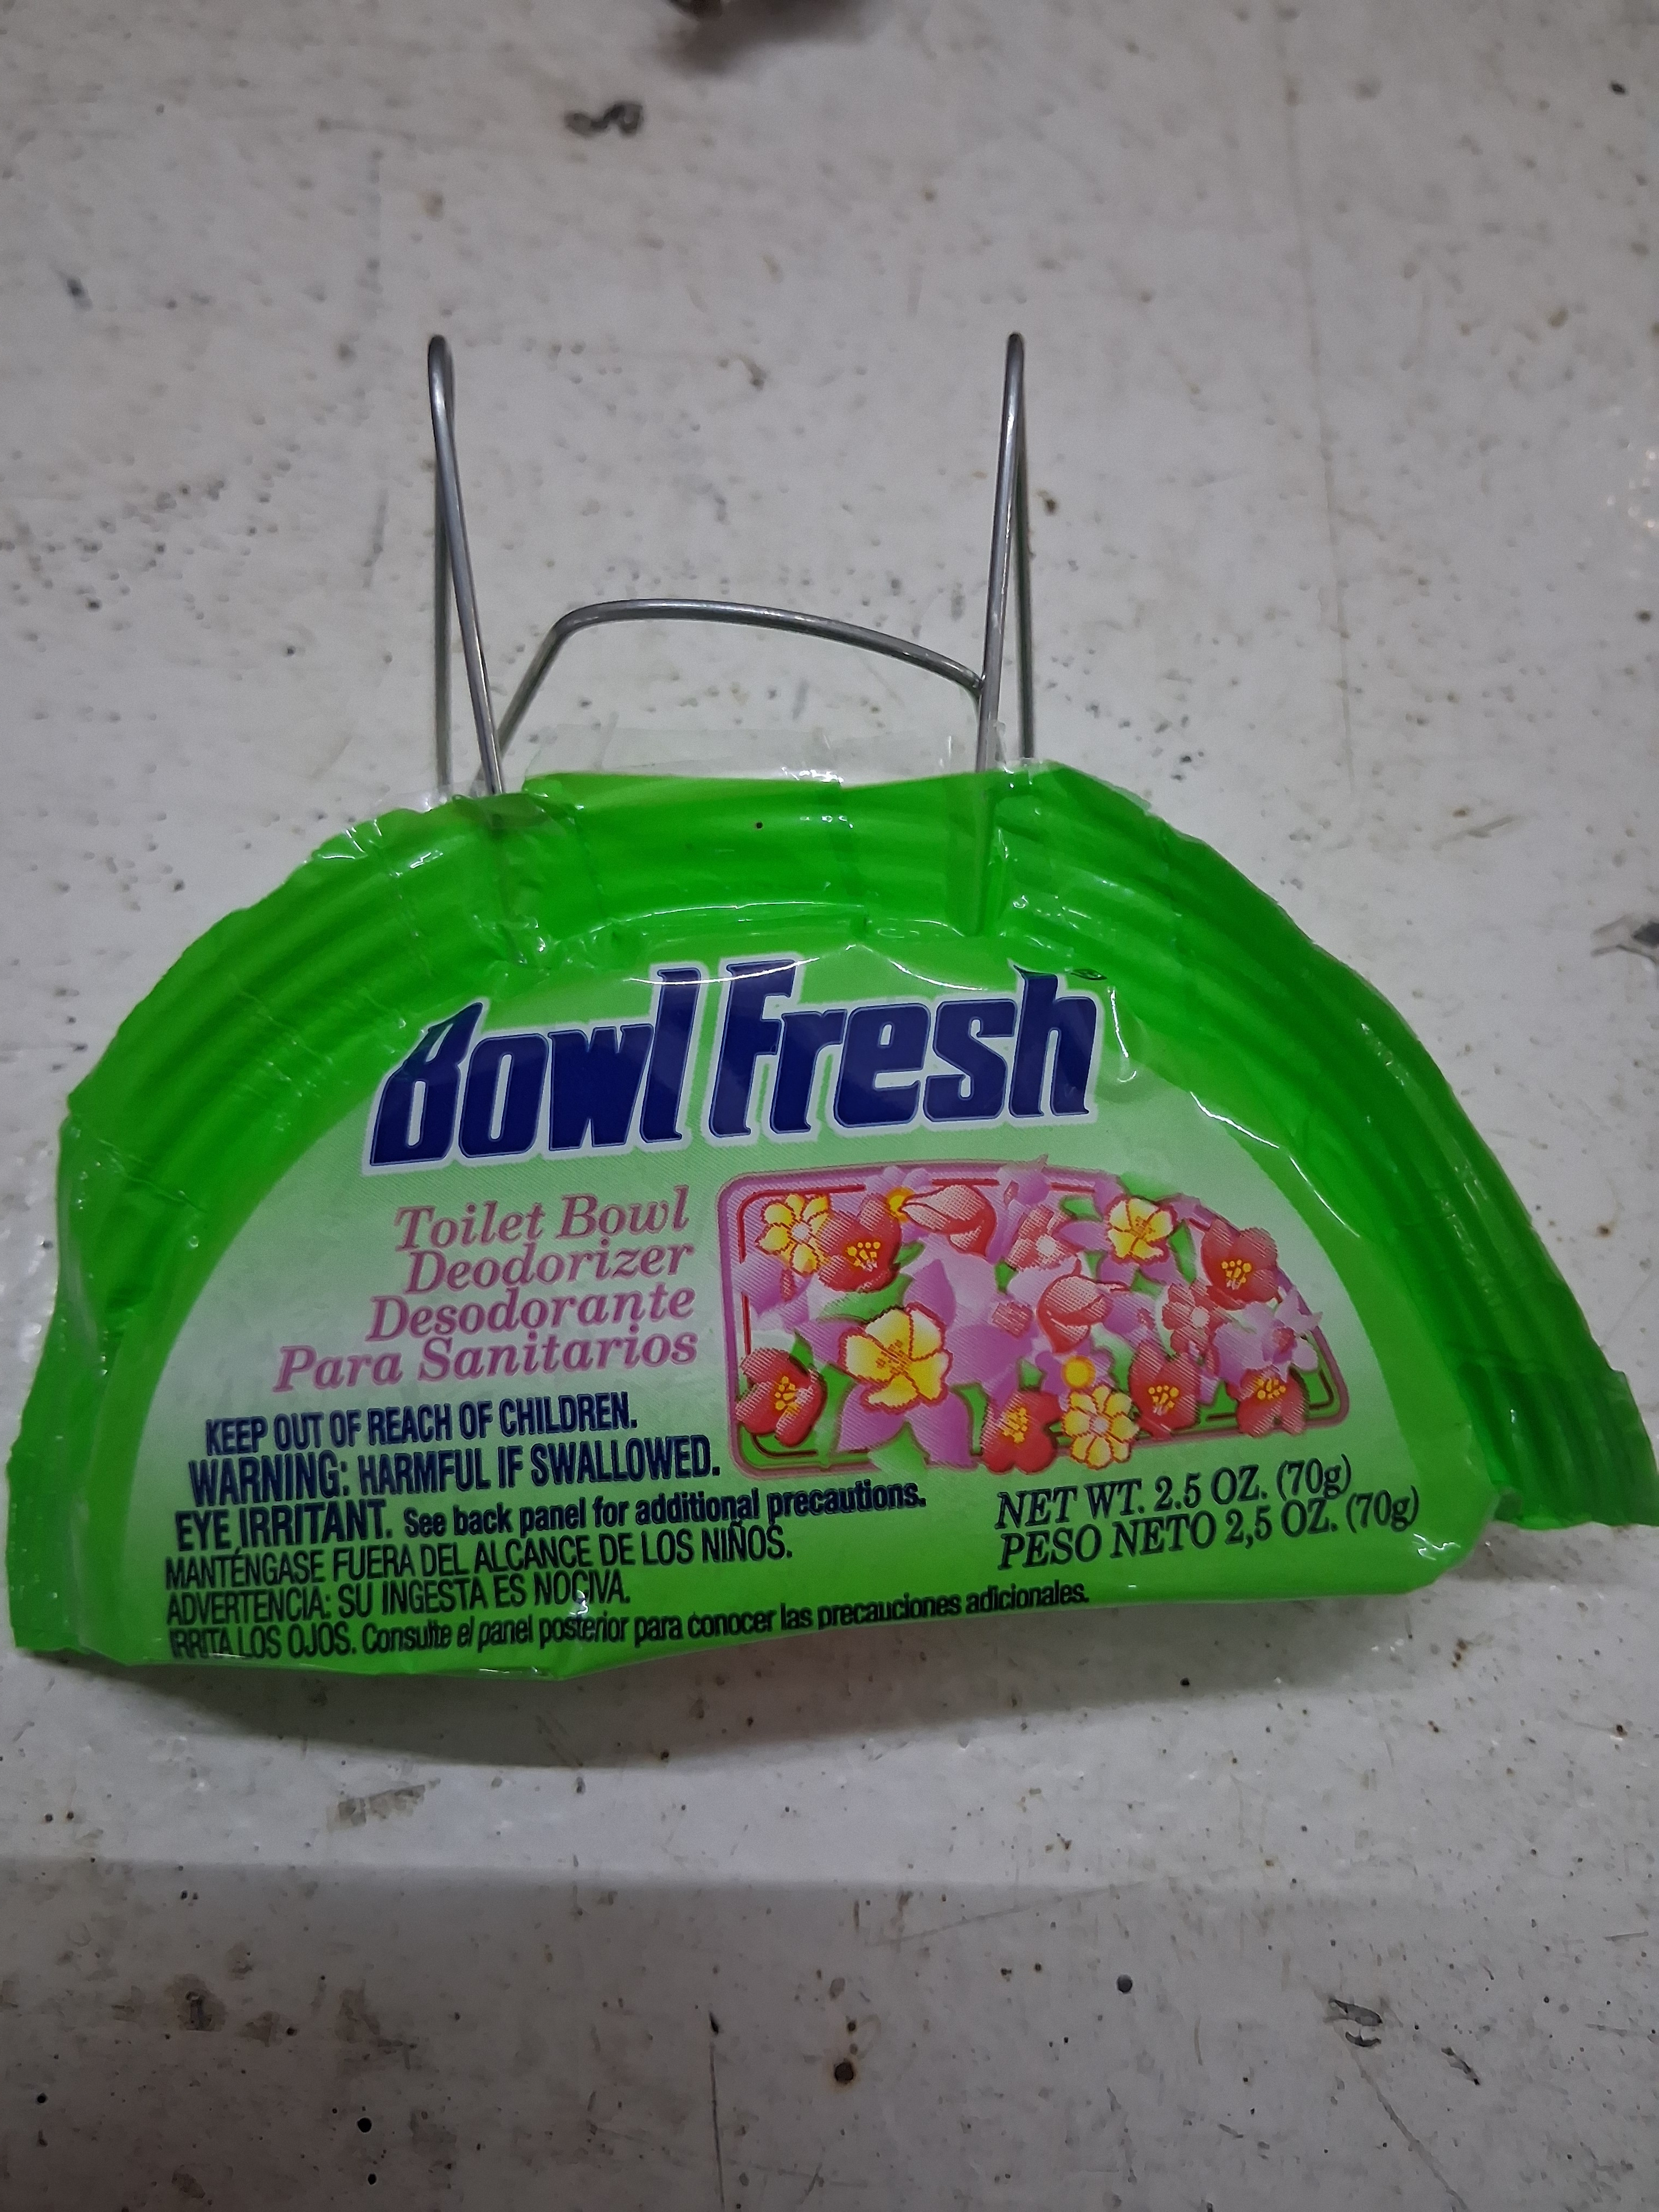 Bowl Fresh®
Toilet Bowl
Deodorizer
Desodorante
Para Sanitarios
KEEP OUT OF REACH OF CHILDREN.
WARNING: HARMFUL IF SWALLOWED.
EYE IRRITANT. See back panel for additional precautions.
MANTÉNGASE FUERA DEL ALCANCE DE LOS NIÑOS.
ADVERTENCIA: SU INGESTA ES NOCIVA.
IRRITA LOS OJOS. Consulte el panel posterior para conocer las precauciones adicionales.
NET WT. 2.5 OZ. (70g)
PESO NETO 2,5 OZ. (70g)